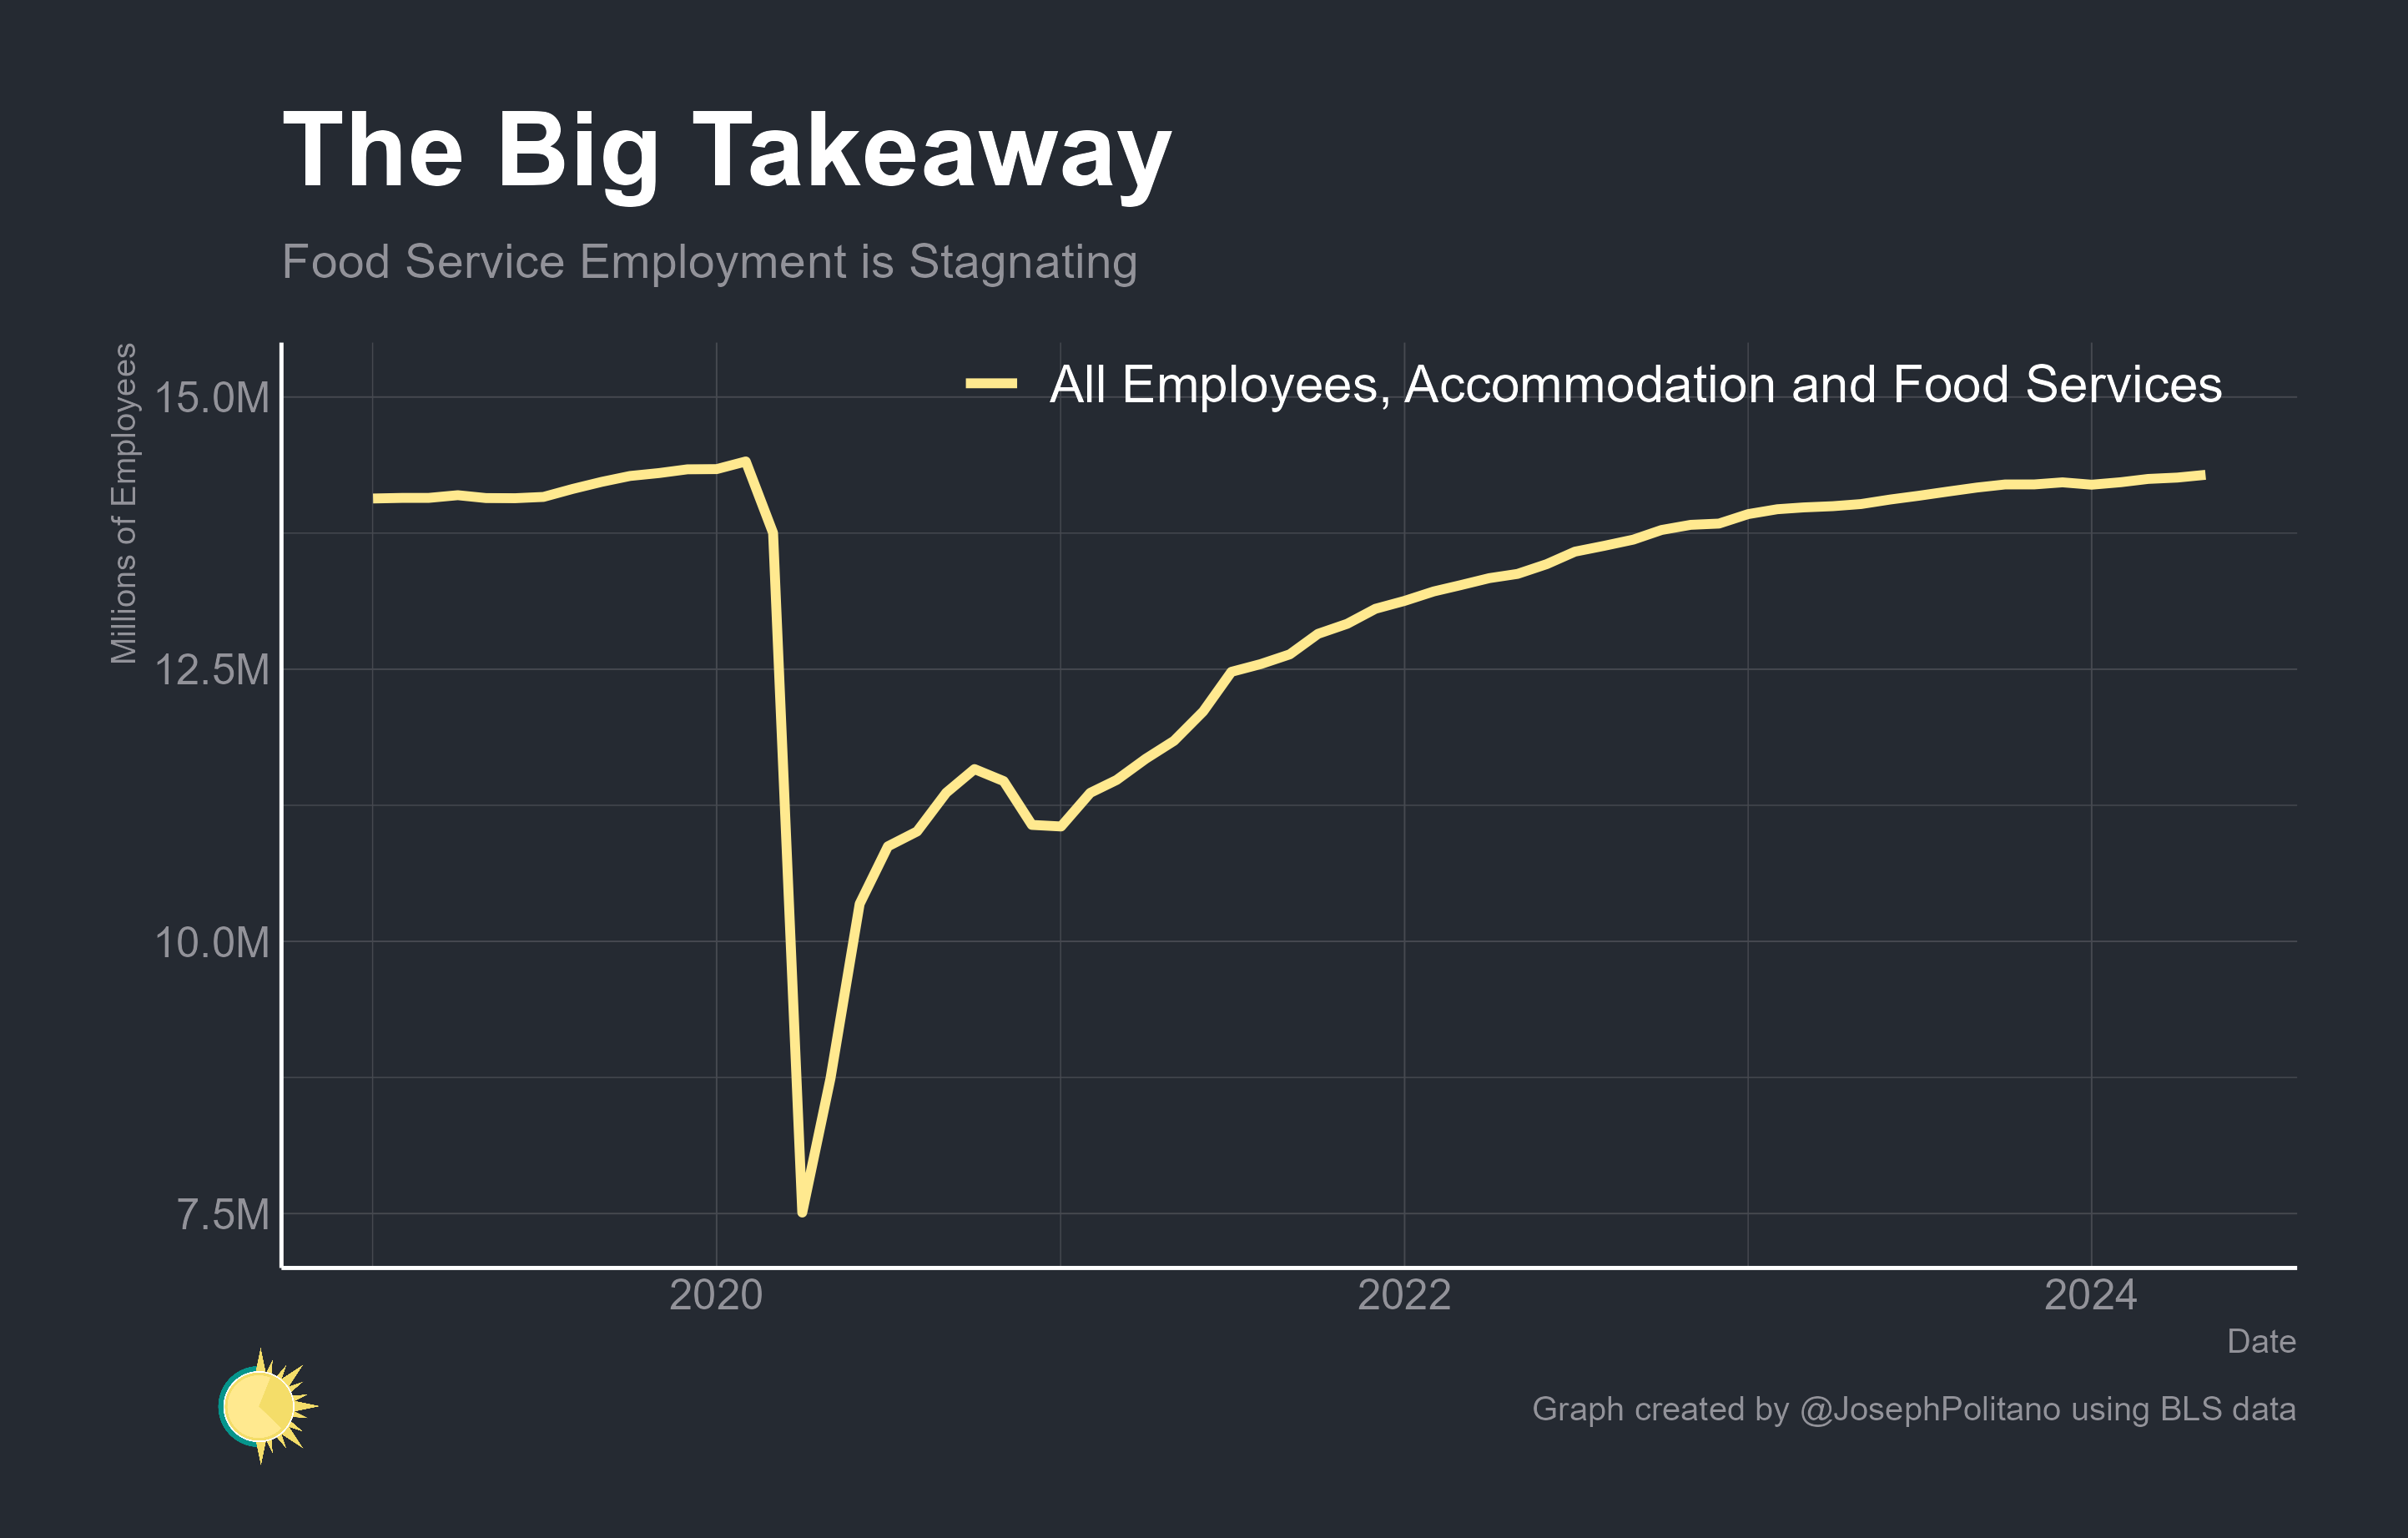 The Big Takeaway
Food Service Employment is Stagnating
Millions of Employees
All Employees, Accommodation and Food Services
15.0M
12.5M
10.0M
7.5M
2020
2022
2024
Date
Graph created by @JosephPolitano using BLS data